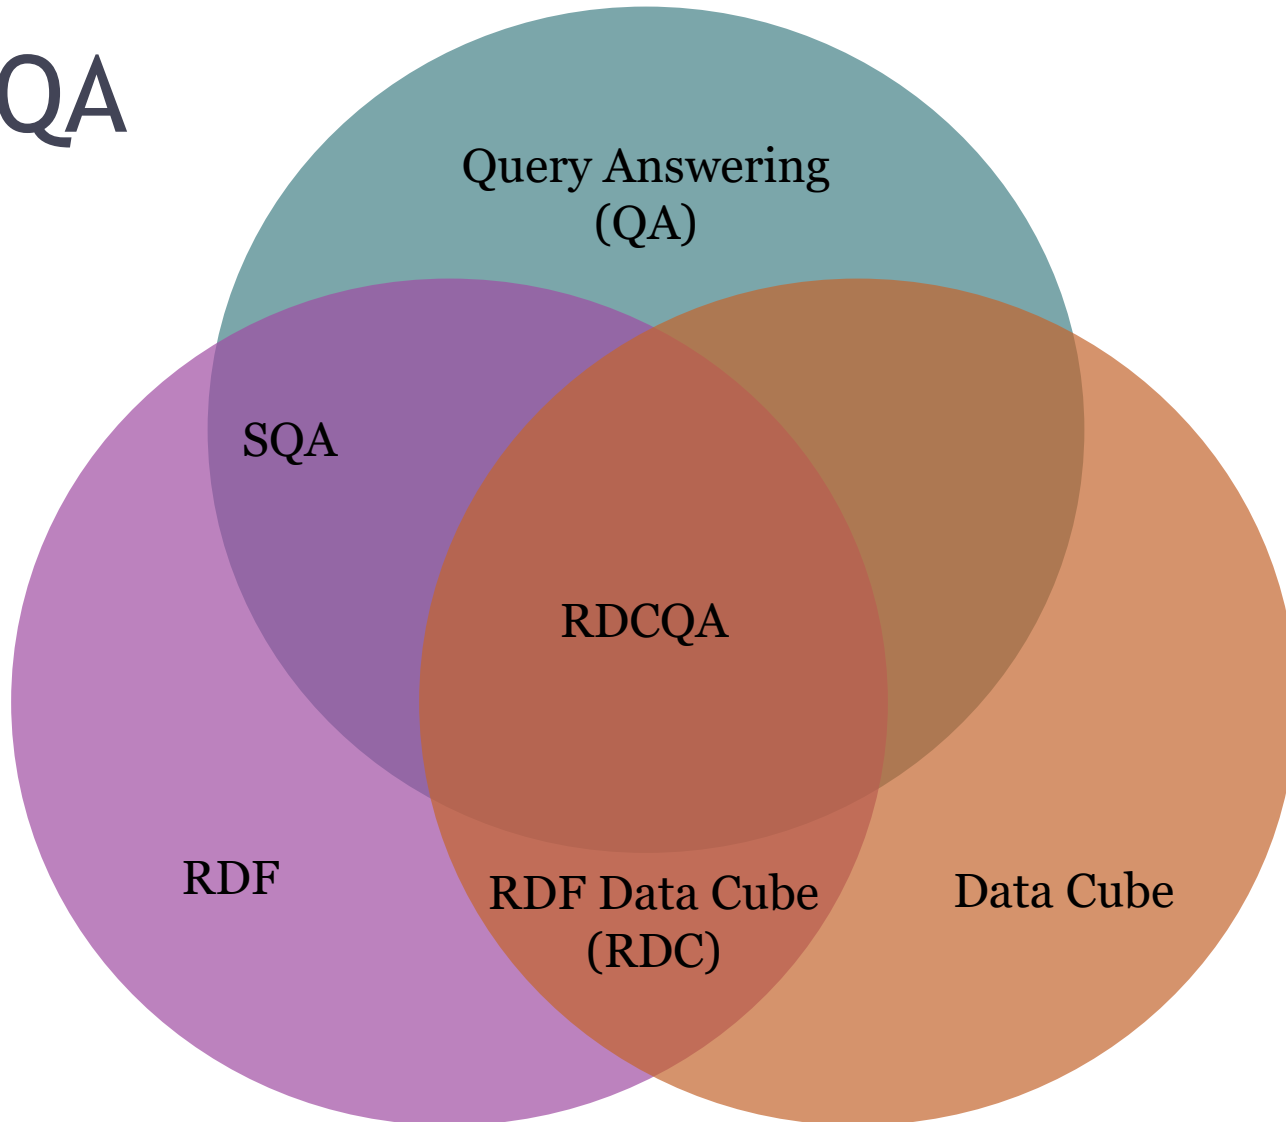 QA
Query Answering
(QA)
SQA
RDCQA
RDF
RDF Data Cube
(RDC)
Data Cube